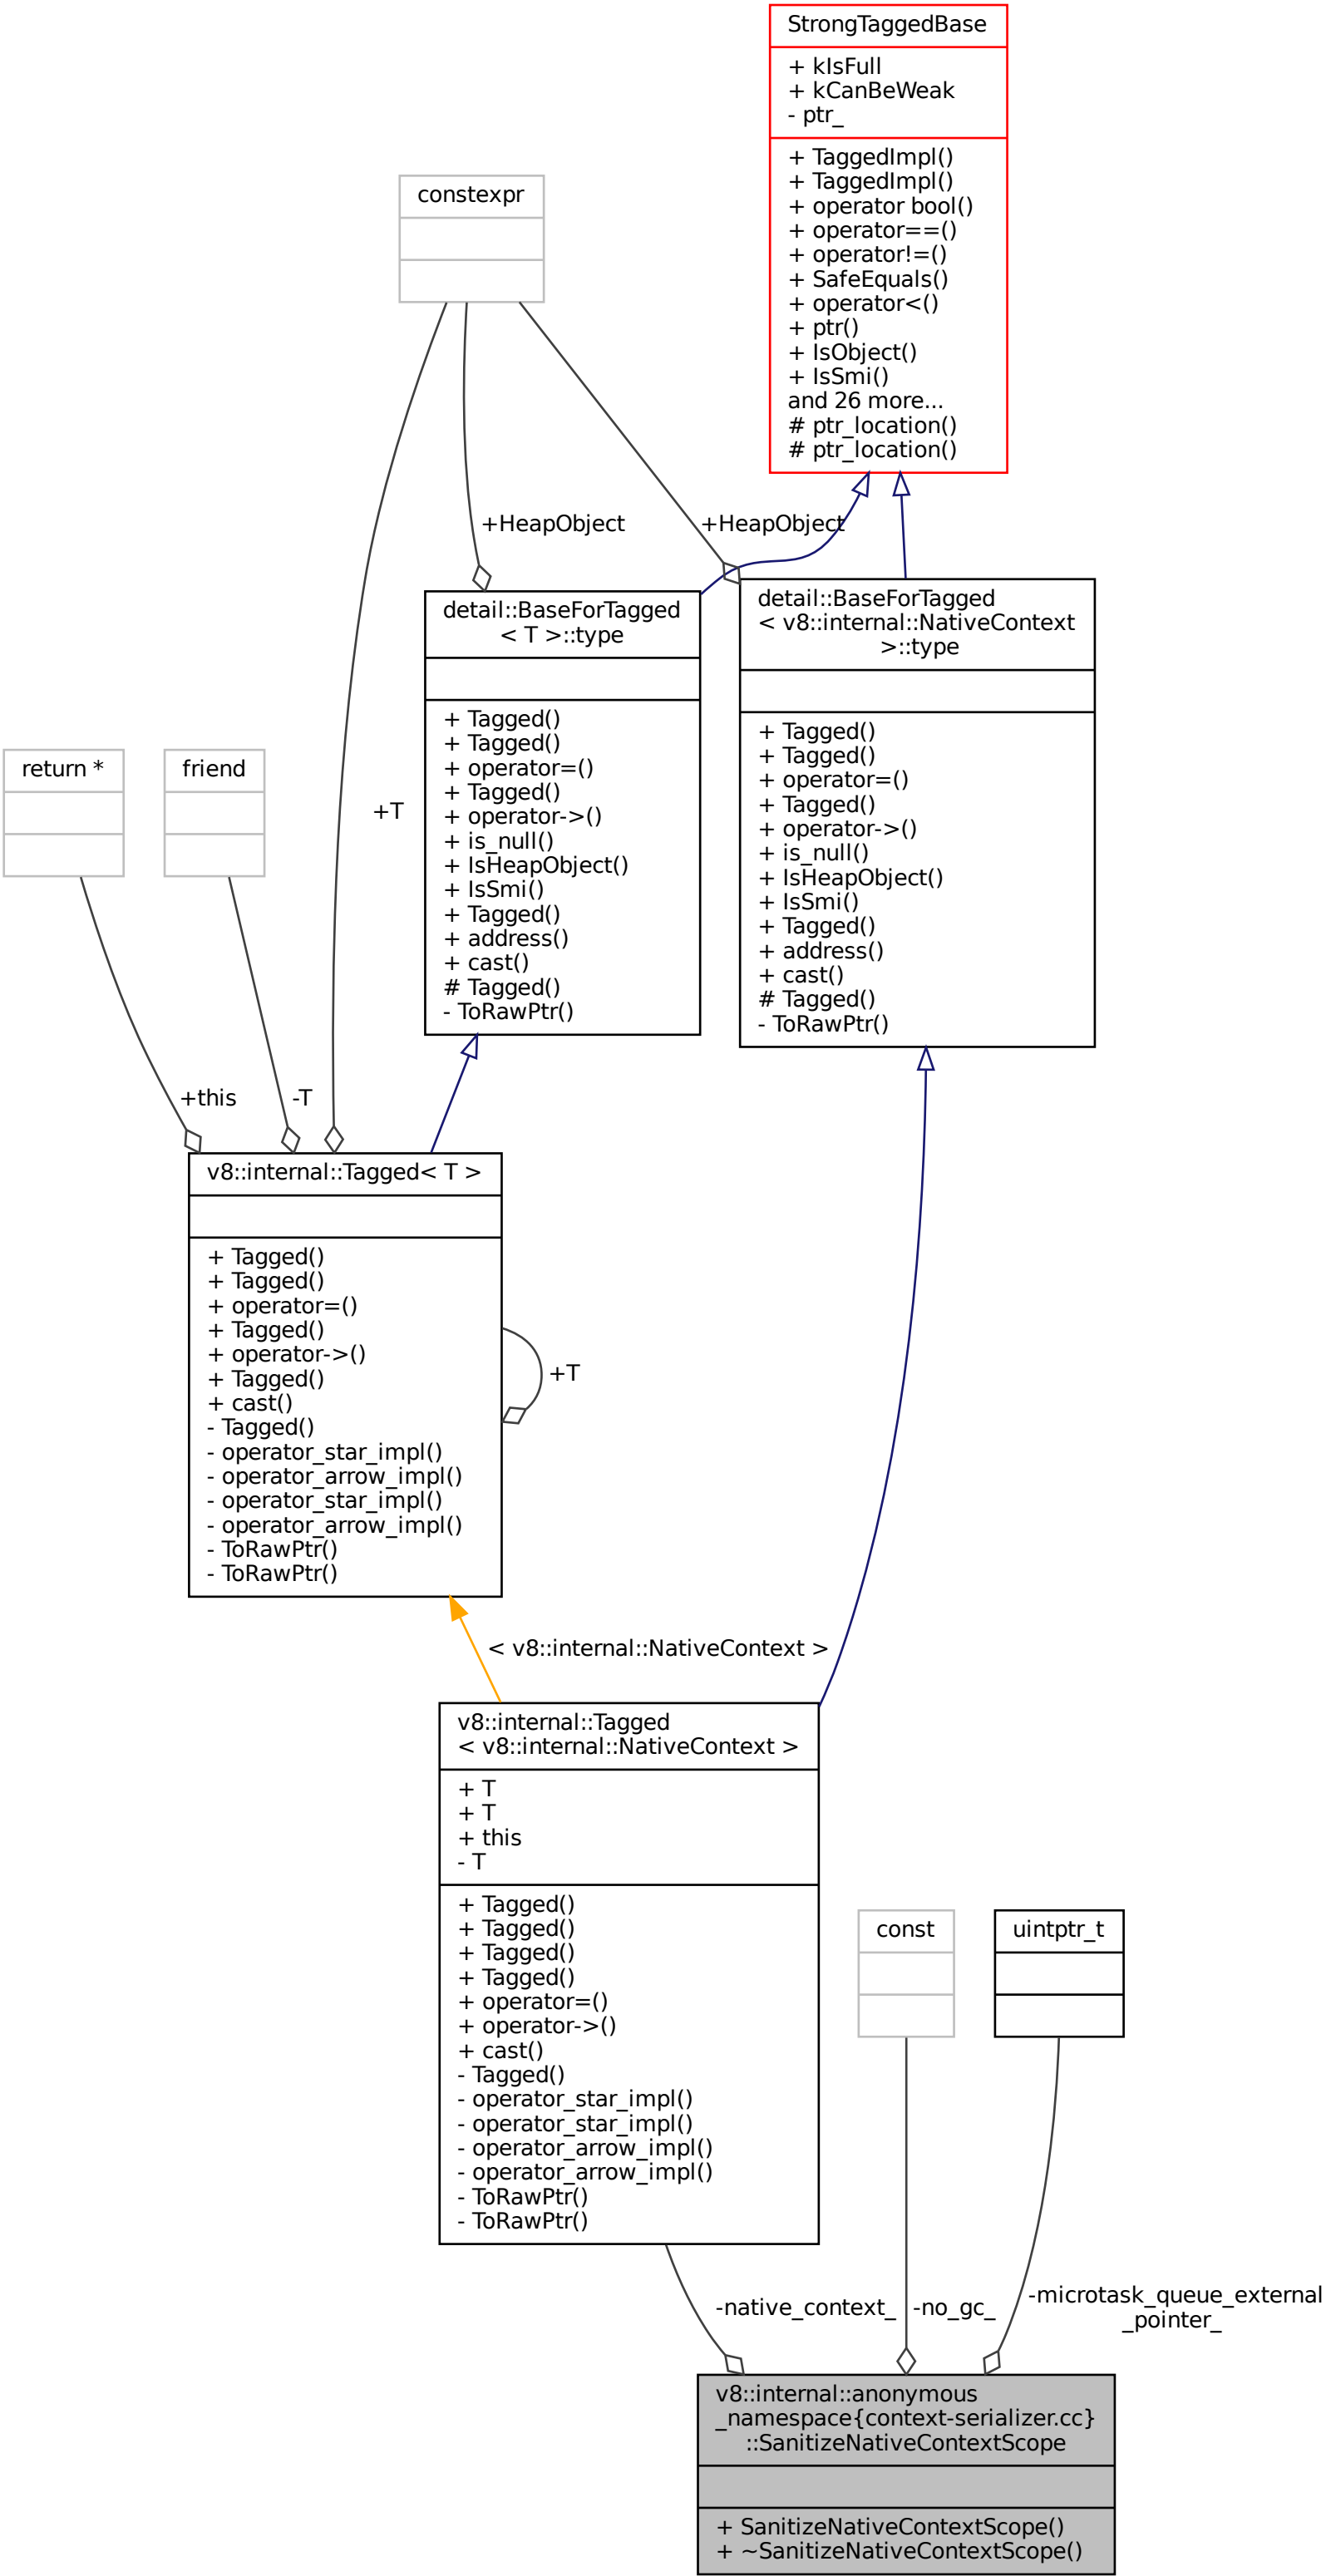 StrongTaggedBase
+ kIsFull
+ kCanBeWeak
- ptr_
+ TaggedImpl()
+ TaggedImpl()
+ operator bool()
+ operator==()
+ operator!=()
+ SafeEquals()
+ operator<()
+ ptr()
+ IsObject()
+ IsSmi()
and 26 more...
# ptr_location()
# ptr_location()
constexpr
+HeapObject
+HeapObject
detail::BaseForTagged
< T >::type
+ Tagged()
+ Tagged()
+ operator=()
+ Tagged()
+ operator->()
+ is_null()
+ IsHeapObject()
+ IsSmi()
+ Tagged()
+ address()
+ cast()
# Tagged()
- ToRawPtr()
detail::BaseForTagged
< v8::internal::NativeContext
>::type
+ Tagged()
+ Tagged()
+ operator=()
+ Tagged()
+ operator->()
+ is_null()
+ IsHeapObject()
+ IsSmi()
+ Tagged()
+ address()
+ cast()
# Tagged()
- ToRawPtr()
return *
friend
+T
+this
-T
v8::internal::Tagged< T >
+ Tagged()
+ Tagged()
+ operator=()
+ Tagged()
+ operator->()
+ Tagged()
+ cast()
- Tagged()
- operator_star_impl()
- operator_arrow_impl()
- operator_star_impl()
- operator_arrow_impl()
- ToRawPtr()
- ToRawPtr()
+T
< v8::internal::NativeContext >
v8::internal::Tagged
< v8::internal::NativeContext >
+ T
+ T
+ this
- T
+ Tagged()
+ Tagged()
+ Tagged()
+ Tagged()
+ operator=()
+ operator->()
+ cast()
- Tagged()
- operator_star_impl()
- operator_star_impl()
- operator_arrow_impl()
- operator_arrow_impl()
- ToRawPtr()
- ToRawPtr()
const
uintptr_t
-native_context_
-no_gc_
-microtask_queue_external
_pointer_
v8::internal::anonymous
_namespace{context-serializer.cc}
::SanitizeNativeContextScope
+ SanitizeNativeContextScope()
+ ~SanitizeNativeContextScope()